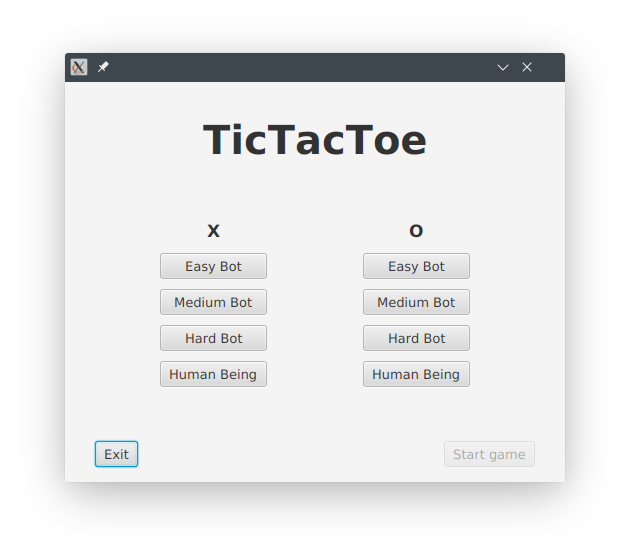 TicTacToe
X O
Easy Bot Easy Bot
Medium Bot Medium Bot
Hard Bot Hard Bot
Human Being Human Being
Exit Start game